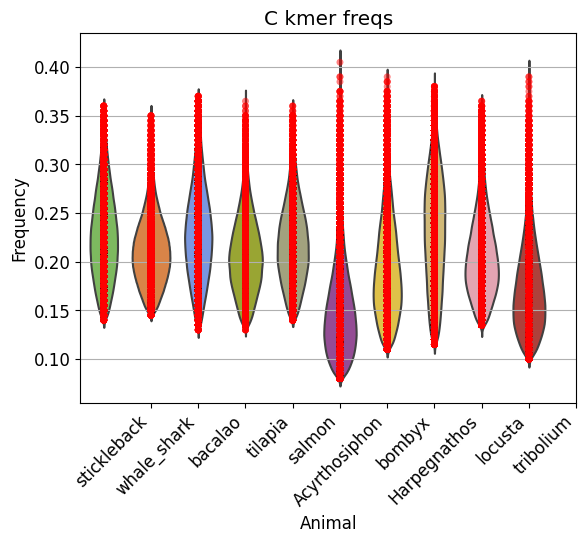 C kmer freqs
Frequency
0.40
0.35
0.30
0.25
0.20
0.15
0.10
stickleback
whale_shark
bacalao
tilapia
salmon
Acyrthosiphon
bombyx
Harpegnathos
locusta
tribolium
Animal